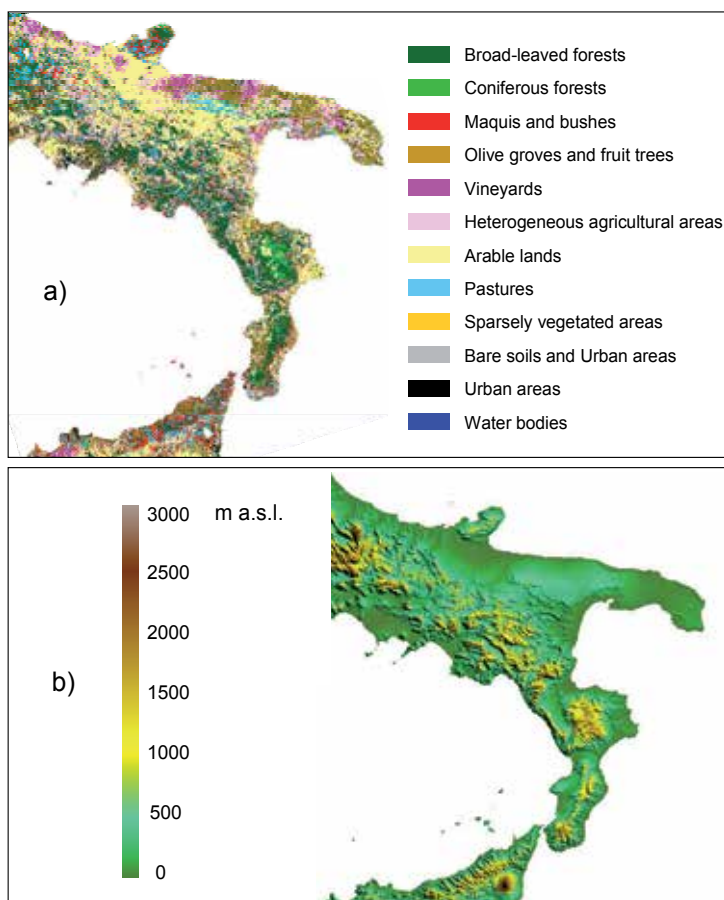 Broad-leaved forests
Coniferous forests
Maquis and bushes
Olive groves and fruit trees
Vineyards
Heterogeneous agricultural areas
Arable lands
Pastures
Sparsely vegetated areas
Bare soils and Urban areas
Urban areas
Water bodies
a)
3000 m a.s.l.
2500
2000
1500
1000
500
0
b)